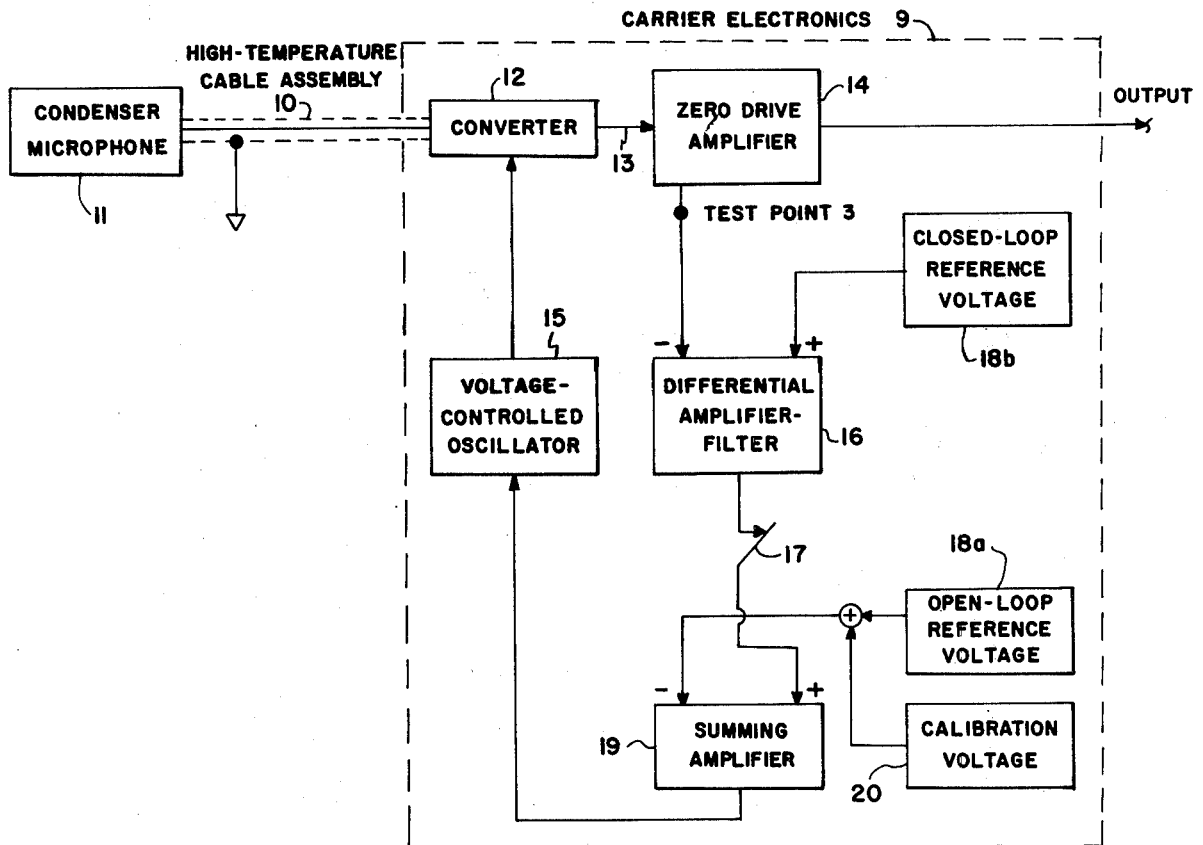 CARRIER ELECTRONICS 9
HIGH-TEMPERATURE
CABLE ASSEMBLY
10
CONDENSER
MICROPHONE
11
12
CONVERTER
13
ZERO DRIVE
AMPLIFIER
14
OUTPUT
TEST POINT 3
CLOSED-LOOP
REFERENCE
VOLTAGE
18b
15
VOLTAGE-
CONTROLLED
OSCILLATOR
- +
DIFFERENTIAL
AMPLIFIER-
FILTER
16
17
18a
OPEN-LOOP
REFERENCE
VOLTAGE
+
- +
19
SUMMING
AMPLIFIER
CALIBRATION
VOLTAGE
20